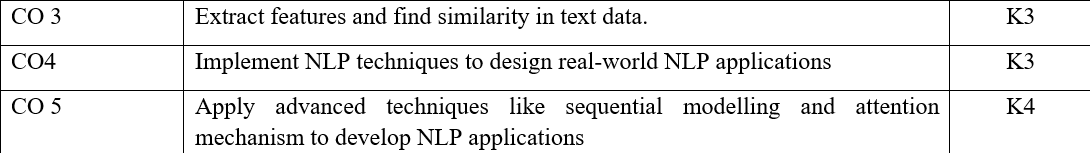 CO 3 Extract features and find similarity in text data. K3
CO4 Implement NLP techniques to design real-world NLP applications K3
CO 5 Apply advanced techniques like sequential modelling and attention K4
mechanism to develop NLP applications